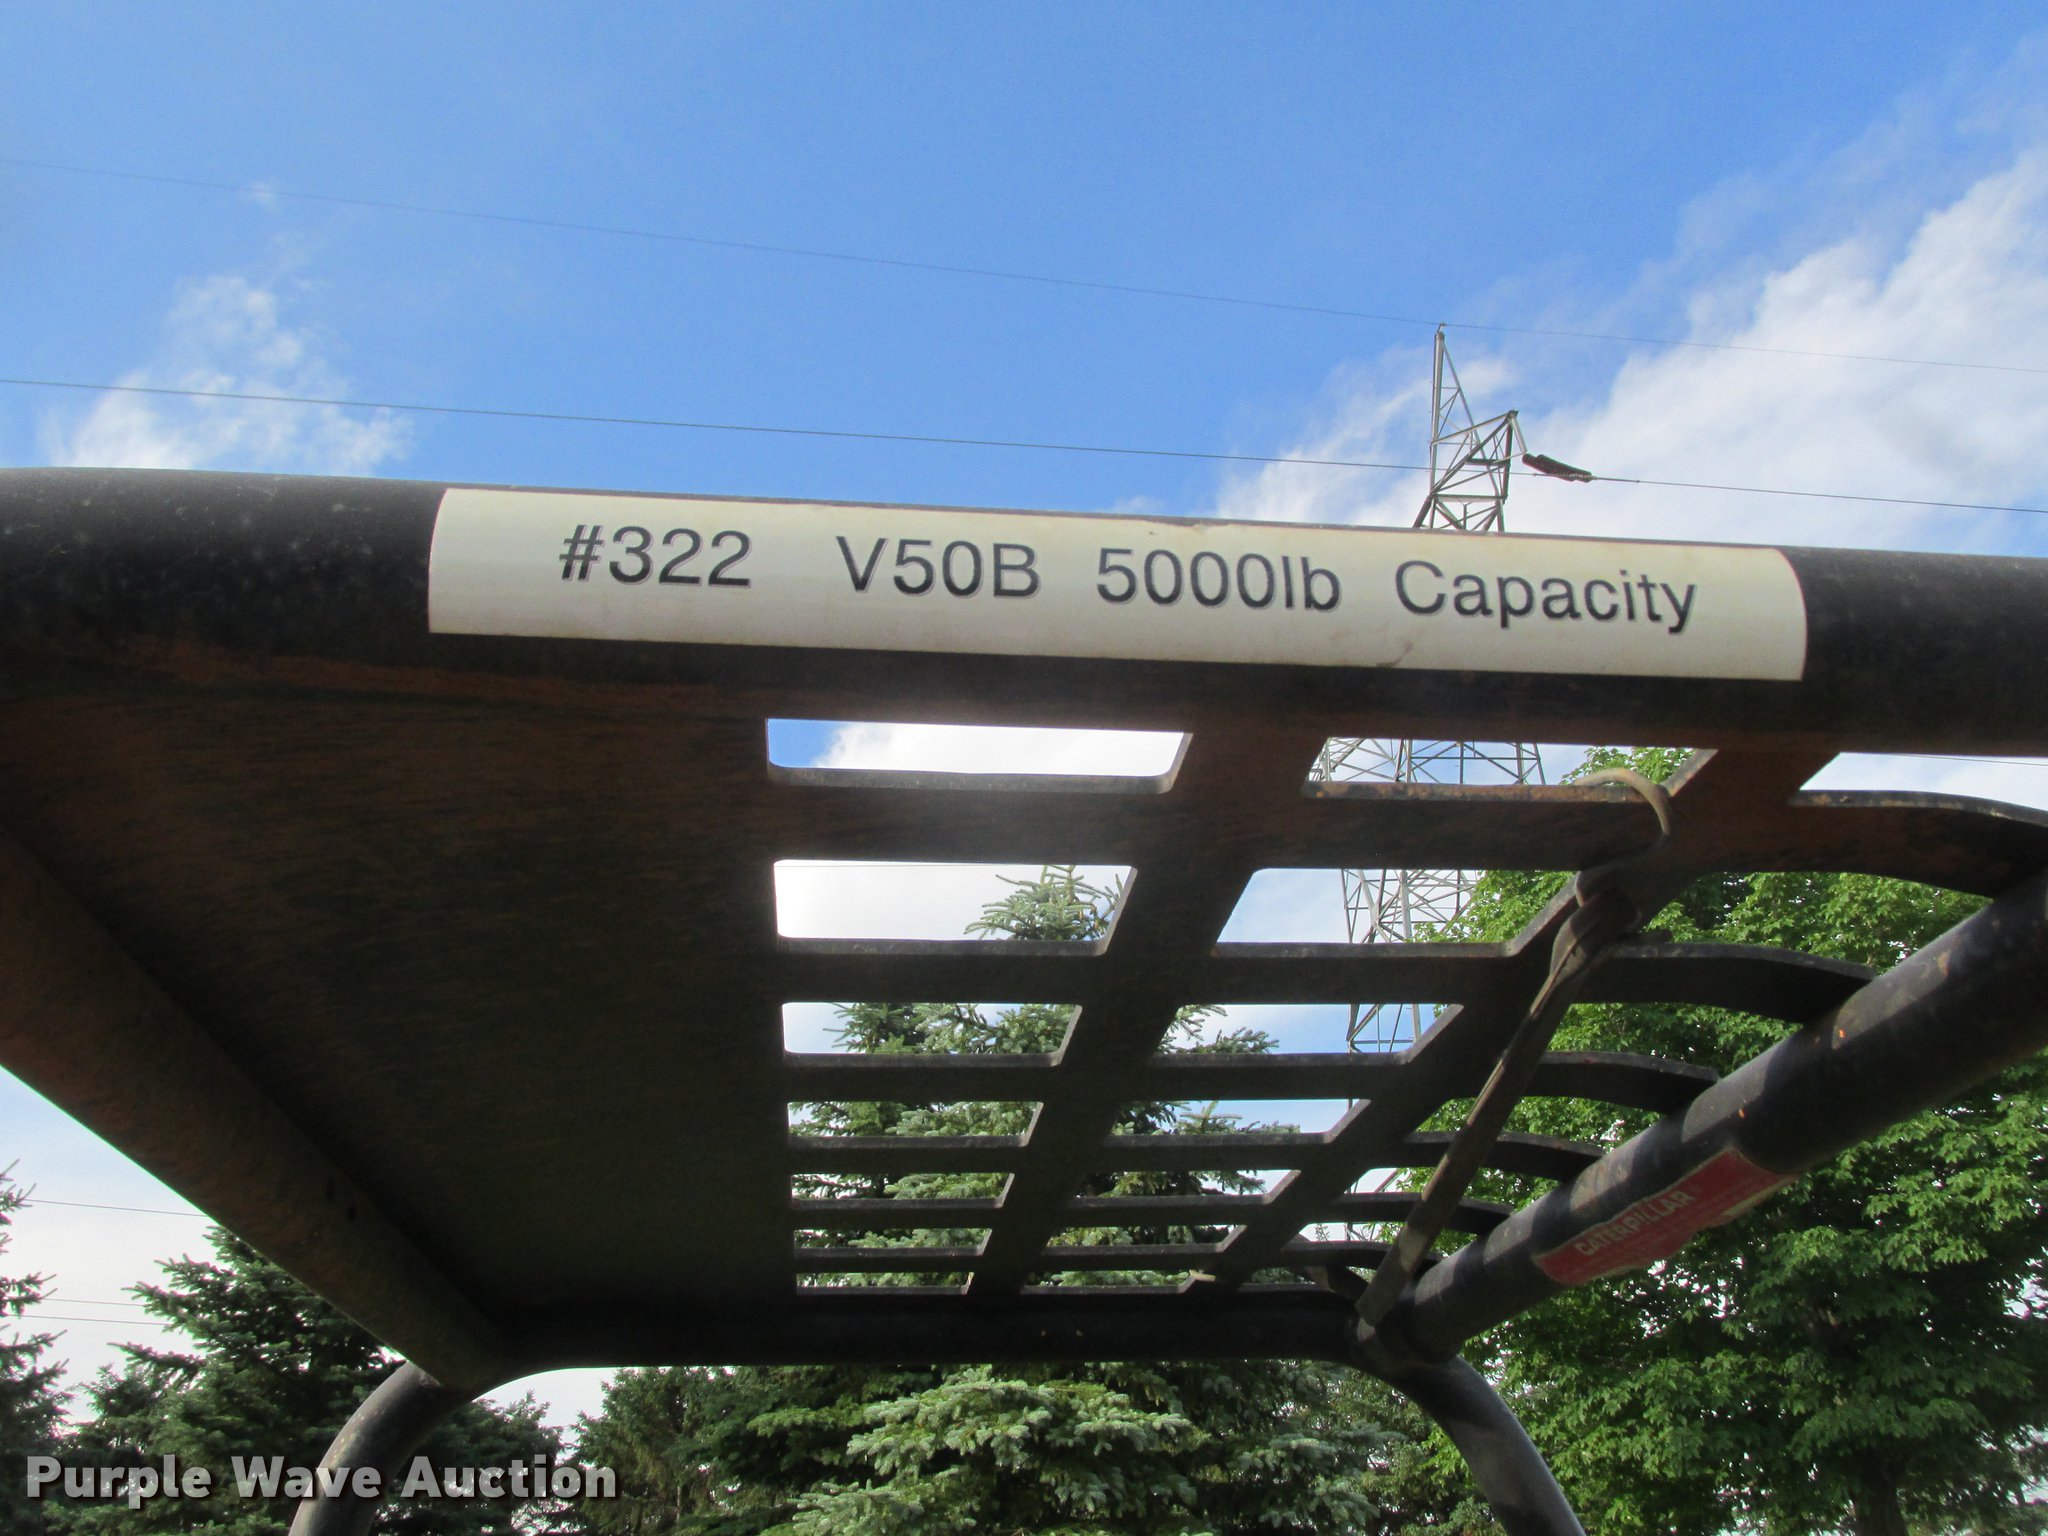 #322 V50B 5000lb Capacity
CATERPILLAR
Purple Wave Auction